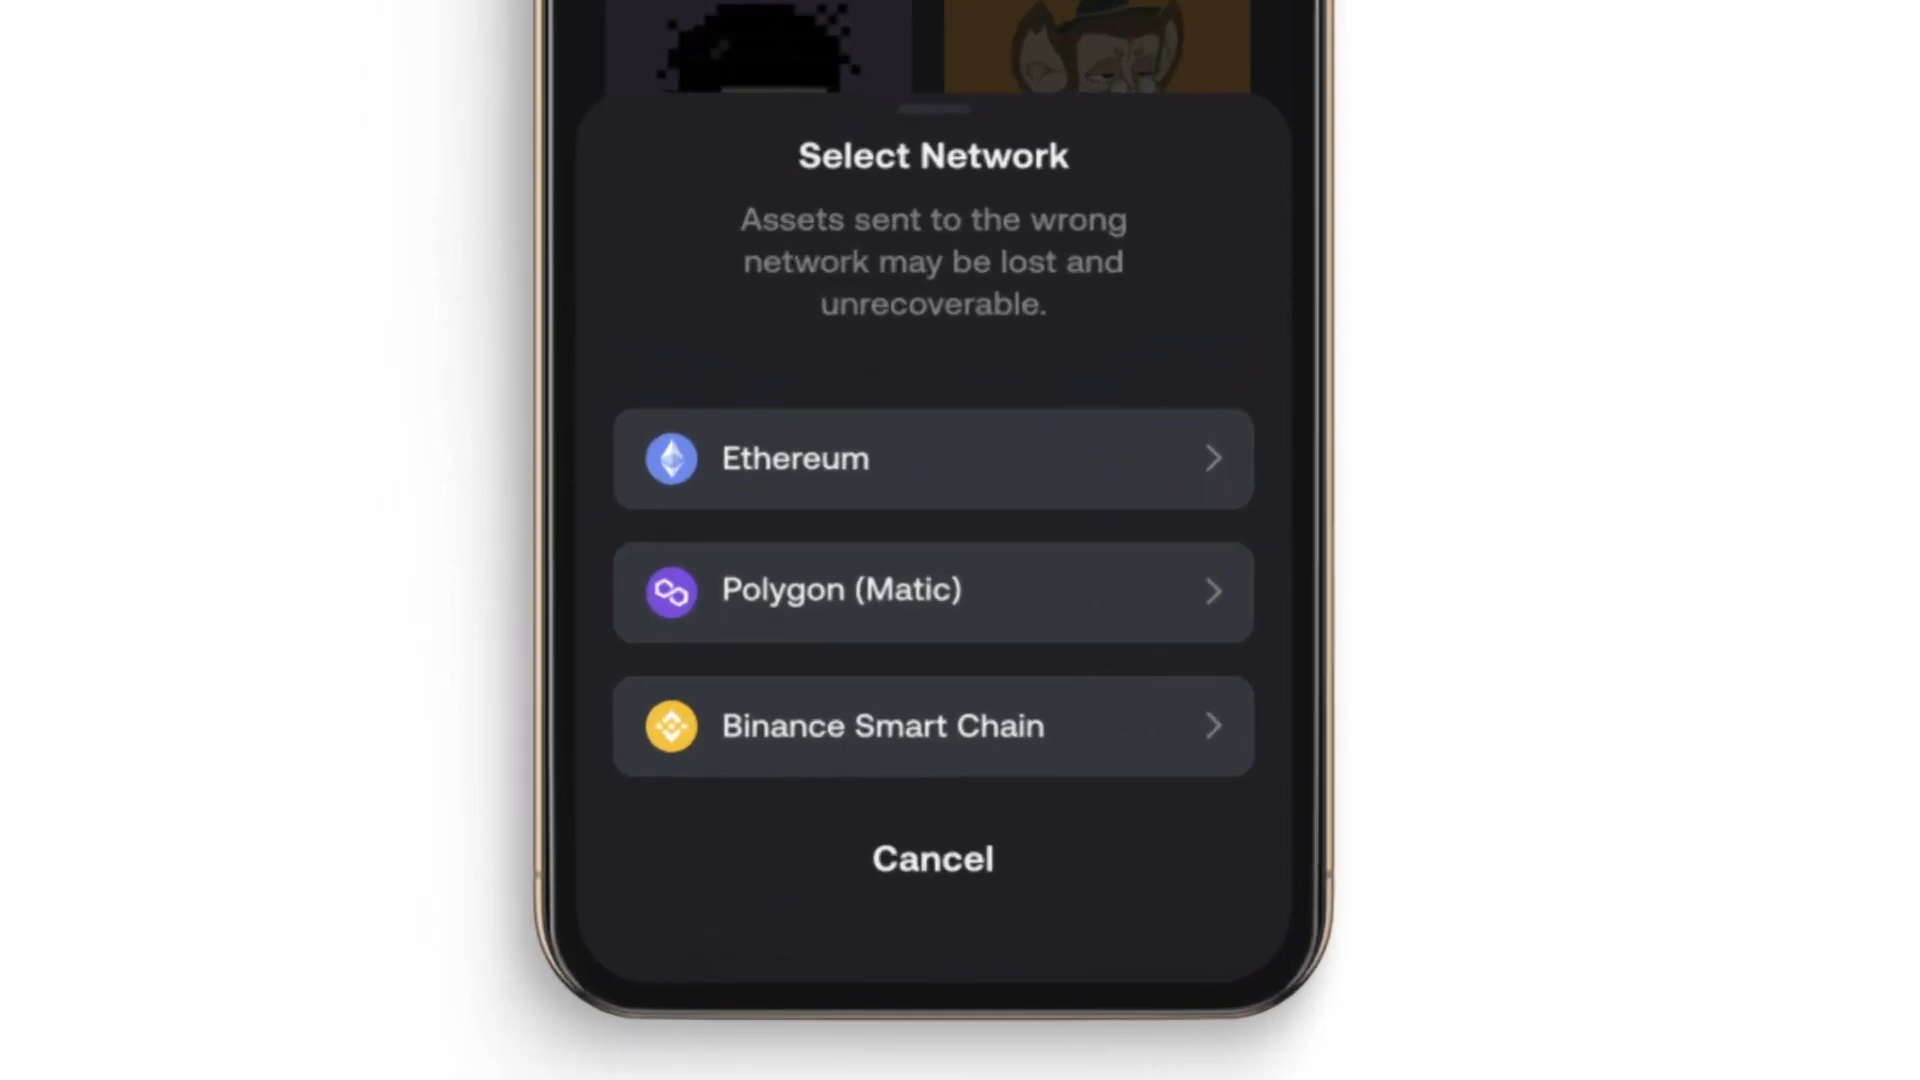 Select Network
Assets sent to the wrong
network may be lost and
unrecoverable.
Ethereum
Polygon (Matic)
Binance Smart Chain
Cancel